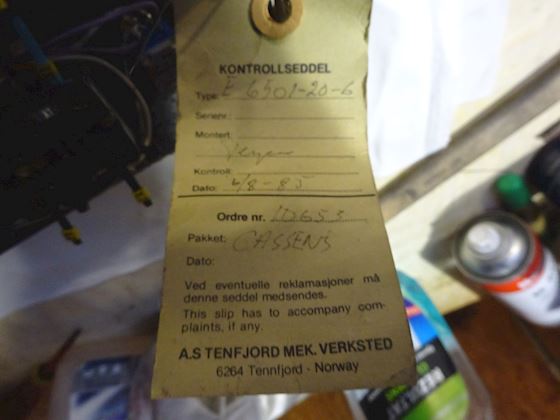 KONTROLLSEDDEL
Type: E 6501-20-6
Serienr.:
Montert:
Kontroll:
Dato: 4/8-85
Ordre nr.
Pakket: CASSENS
Dato:
Ved eventuelle reklamasjoner må
denne seddel medsendes.
This slip has to accompany com-
plaints, if any.
A.S TENFJORD MEK. VERKSTED
6264 Tennfjord - Norway